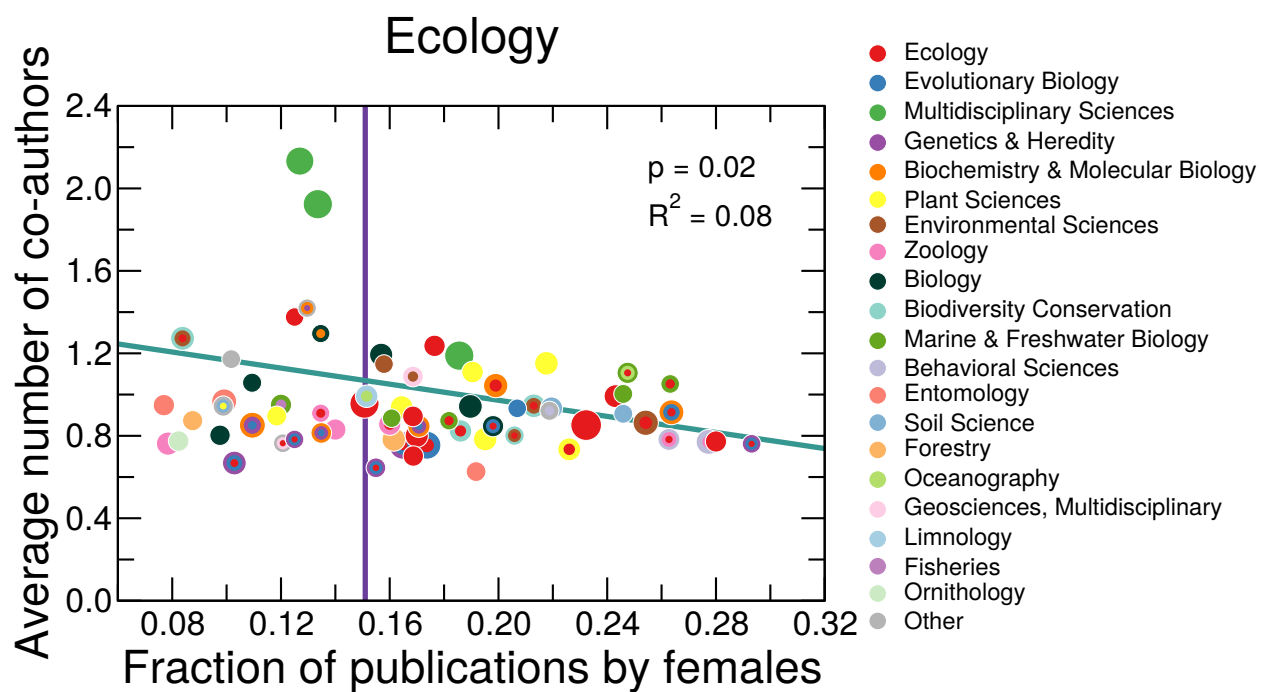 Ecology
Average number of co-authors
2.4
2.0
1.6
1.2
0.8
0.4
0.0
p = 0.02
R² = 0.08
0.08 0.12 0.16 0.20 0.24 0.28 0.32
Fraction of publications by females
Ecology
Evolutionary Biology
Multidisciplinary Sciences
Genetics & Heredity
Biochemistry & Molecular Biology
Plant Sciences
Environmental Sciences
Zoology
Biology
Biodiversity Conservation
Marine & Freshwater Biology
Behavioral Sciences
Entomology
Soil Science
Forestry
Oceanography
Geosciences, Multidisciplinary
Limnology
Fisheries
Ornithology
Other